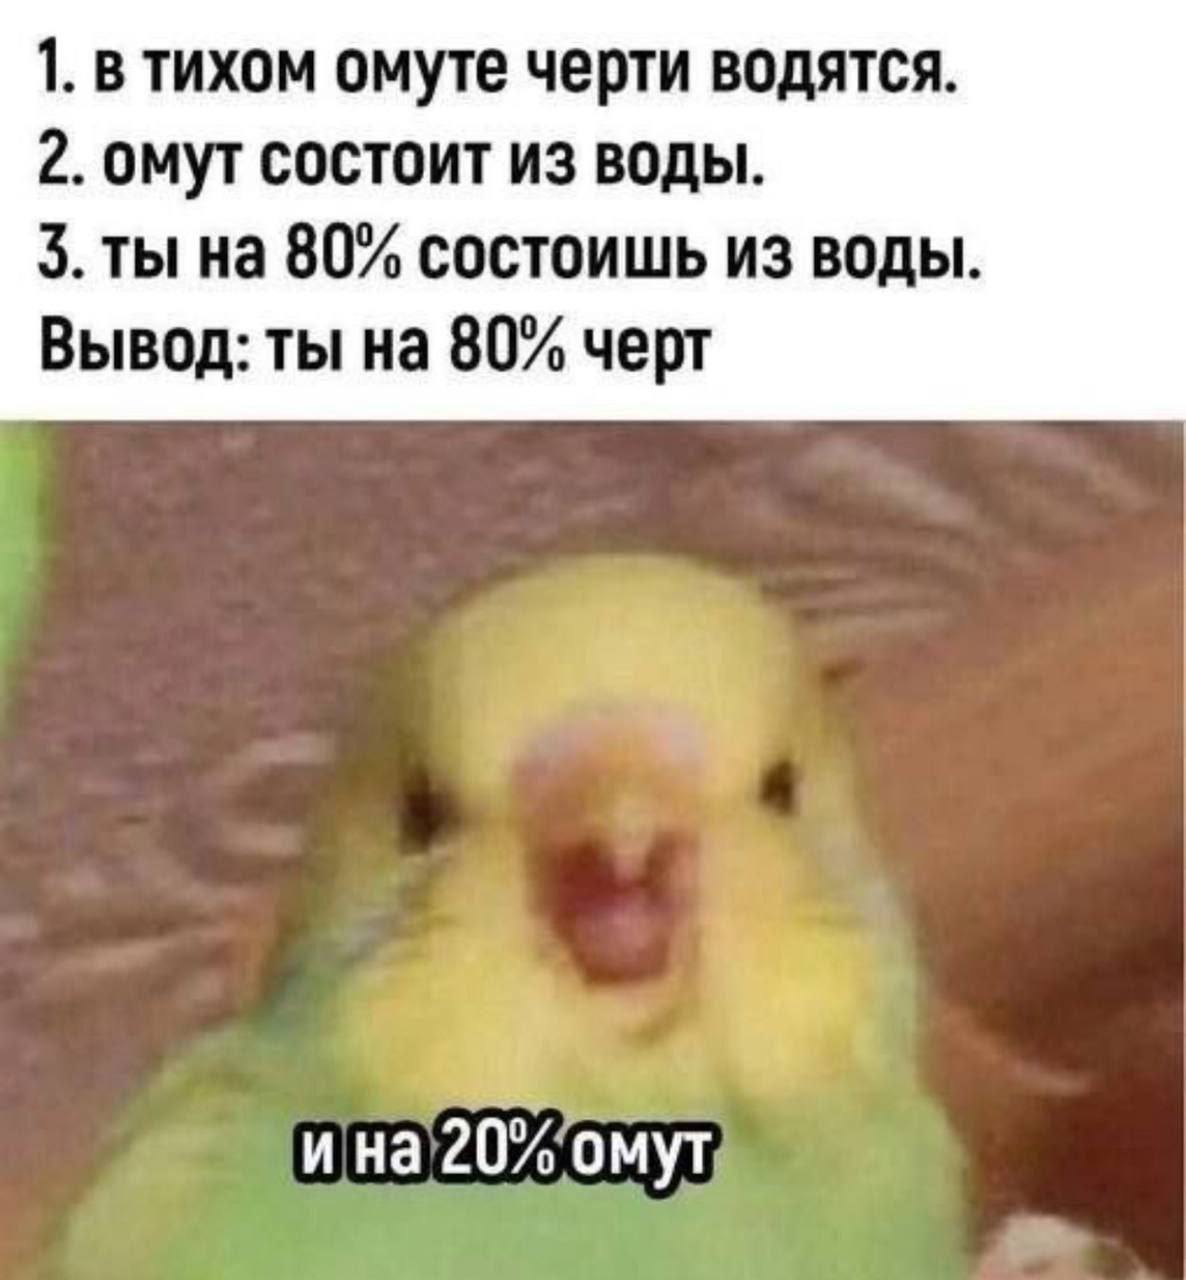 1. в тихом омуте черти водятся.
2. омут состоит из воды.
3. ты на 80% состоишь из воды.
Вывод: ты на 80% черт
и на 20% омут